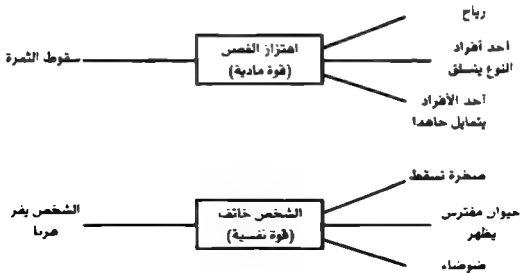 رياح
اهتزاز الغصن
(قوة مادية)
أحد أفراد
النوع يتسلق
سقوط الثمرة
أحد الأفراد
يتمايل جاهدا
صخرة تسقط
الشخص خائف
(قوة نفسية)
حيوان مفترس
يظهر
الشخص يفر
هربا
ضوضاء